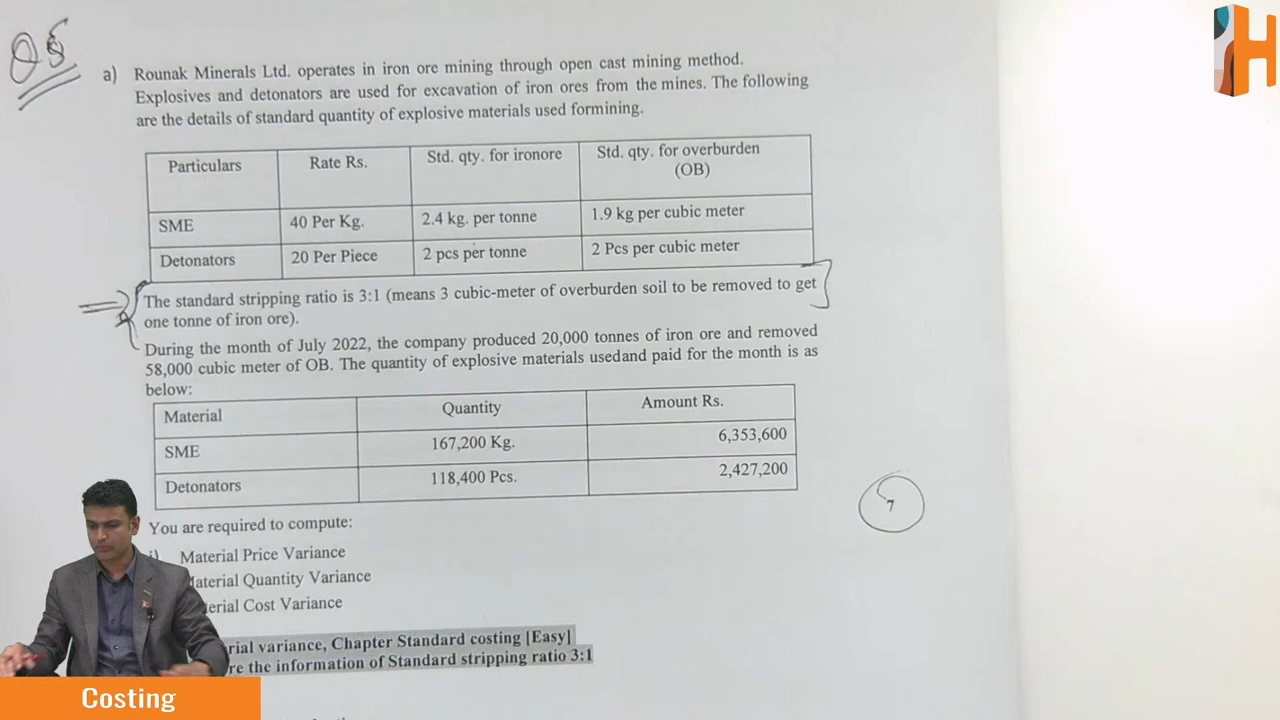 Q5
a) Rounak Minerals Ltd. operates in iron ore mining through open cast mining method.
Explosives and detonators are used for excavation of iron ores from the mines. The following
are the details of standard quantity of explosive materials used formining.
Particulars Rate Rs. Std. qty. for ironore Std. qty. for overburden
(OB)
SME 40 Per Kg. 2.4 kg. per tonne 1.9 kg per cubic meter
Detonators 20 Per Piece 2 pcs per tonne 2 Pcs per cubic meter
The standard stripping ratio is 3:1 (means 3 cubic-meter of overburden soil to be removed to get
one tonne of iron ore).
During the month of July 2022, the company produced 20,000 tonnes of iron ore and removed
58,000 cubic meter of OB. The quantity of explosive materials usedand paid for the month is as
below:
Material Quantity Amount Rs.
SME 167,200 Kg. 6,353,600
Detonators 118,400 Pcs. 2,427,200
7
You are required to compute:
i) Material Price Variance
Material Quantity Variance
Cost Variance
variance, Chapter Standard costing [Easy]
the information of Standard stripping ratio 3:1
Costing
H